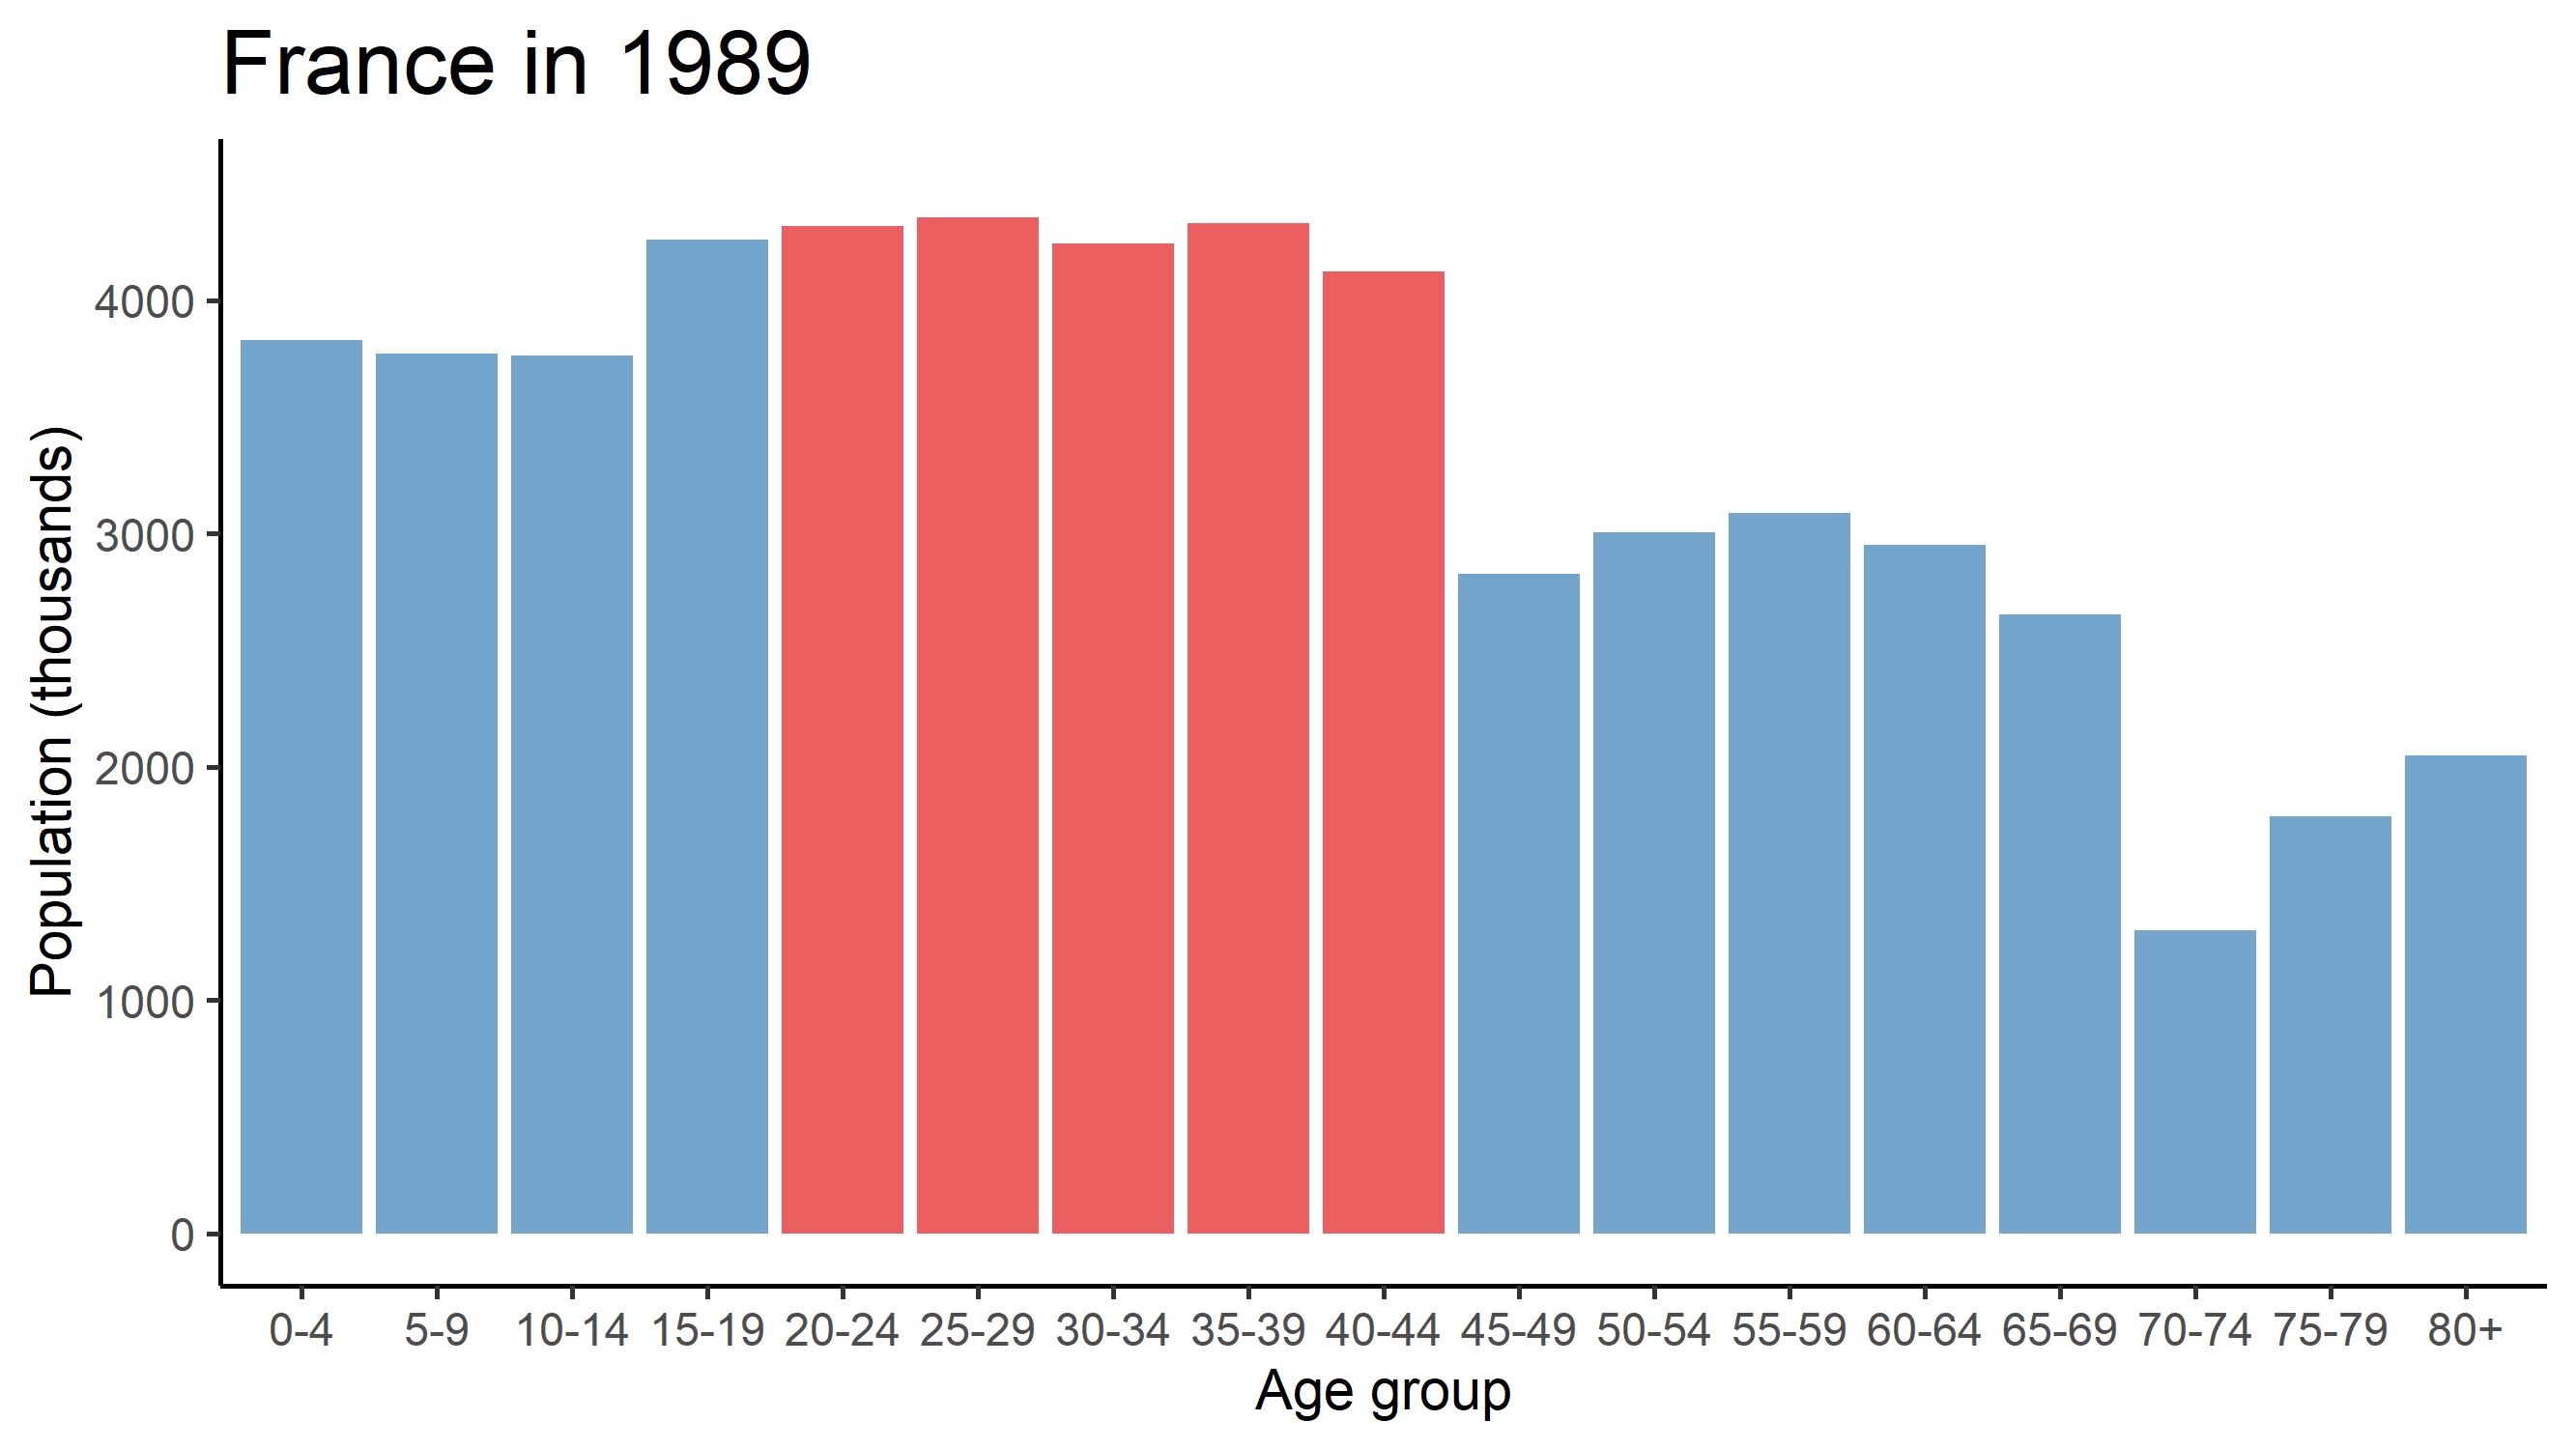 France in 1989
Population (thousands)
4000
3000
2000
1000
0
0-4 5-9 10-14 15-19 20-24 25-29 30-34 35-39 40-44 45-49 50-54 55-59 60-64 65-69 70-74 75-79 80+
Age group